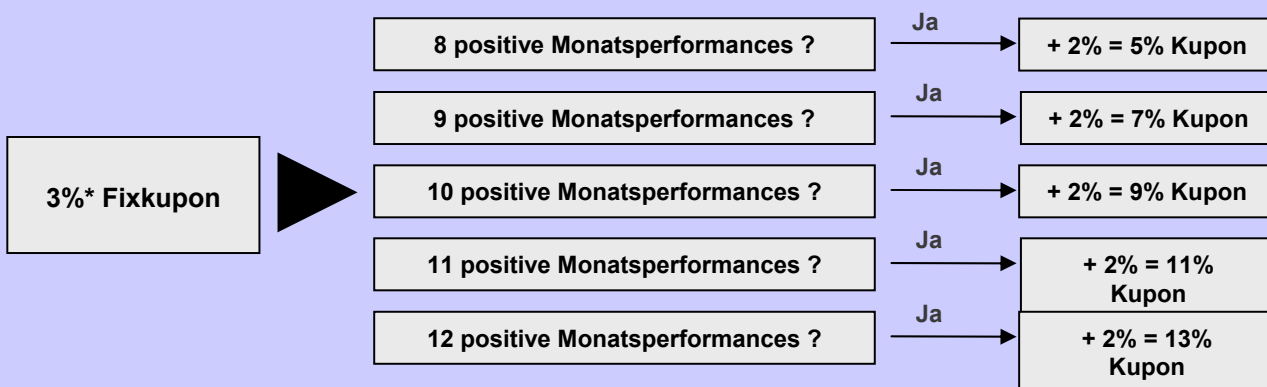 3%* Fixkupon
8 positive Monatsperformances ?
Ja
+ 2% = 5% Kupon
9 positive Monatsperformances ?
Ja
+ 2% = 7% Kupon
10 positive Monatsperformances ?
Ja
+ 2% = 9% Kupon
11 positive Monatsperformances ?
Ja
+ 2% = 11%
Kupon
12 positive Monatsperformances ?
Ja
+ 2% = 13%
Kupon